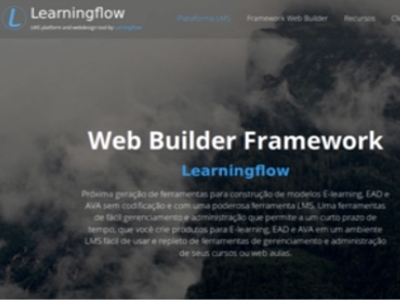 Learningflow
LMS platform and webdesign tool by Learningflow
Plataforma LMS Framework Web Builder Recursos
Web Builder Framework
Learningflow
Próxima geração de ferramentas para construção de modelos E-learning, EAD e
AVA sem codificação e com uma poderosa ferramenta LMS. Uma ferramentas
de fácil gerenciamento e administração que permite a um curto prazo de
tempo, que você crie produtos para E-learning, EAD e AVA em um ambiente
LMS fácil de usar e repleto de ferramentas de gerenciamento e administração
de seus cursos ou web aulas.